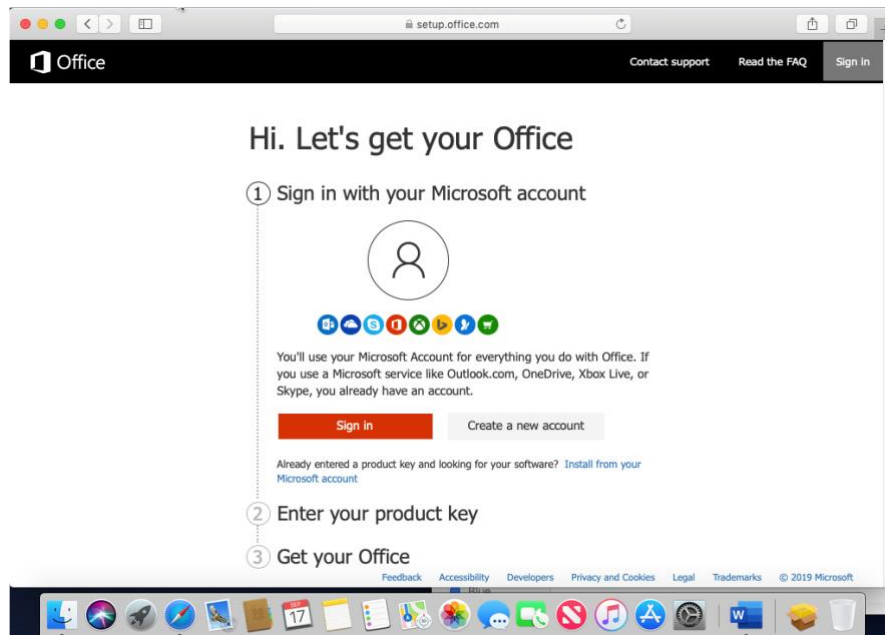 setup.office.com
Office
Contact support
Read the FAQ
Sign in
Hi. Let's get your Office
1 Sign in with your Microsoft account
You'll use your Microsoft Account for everything you do with Office. If
you use a Microsoft service like Outlook.com, OneDrive, Xbox Live, or
Skype, you already have an account.
Sign in
Create a new account
Already entered a product key and looking for your software? Install from your
Microsoft account
2 Enter your product key
3 Get your Office
Feedback
Accessibility
Developers
Privacy and Cookies
Legal
Trademarks
© 2019 Microsoft
Blue
SEP
17
W